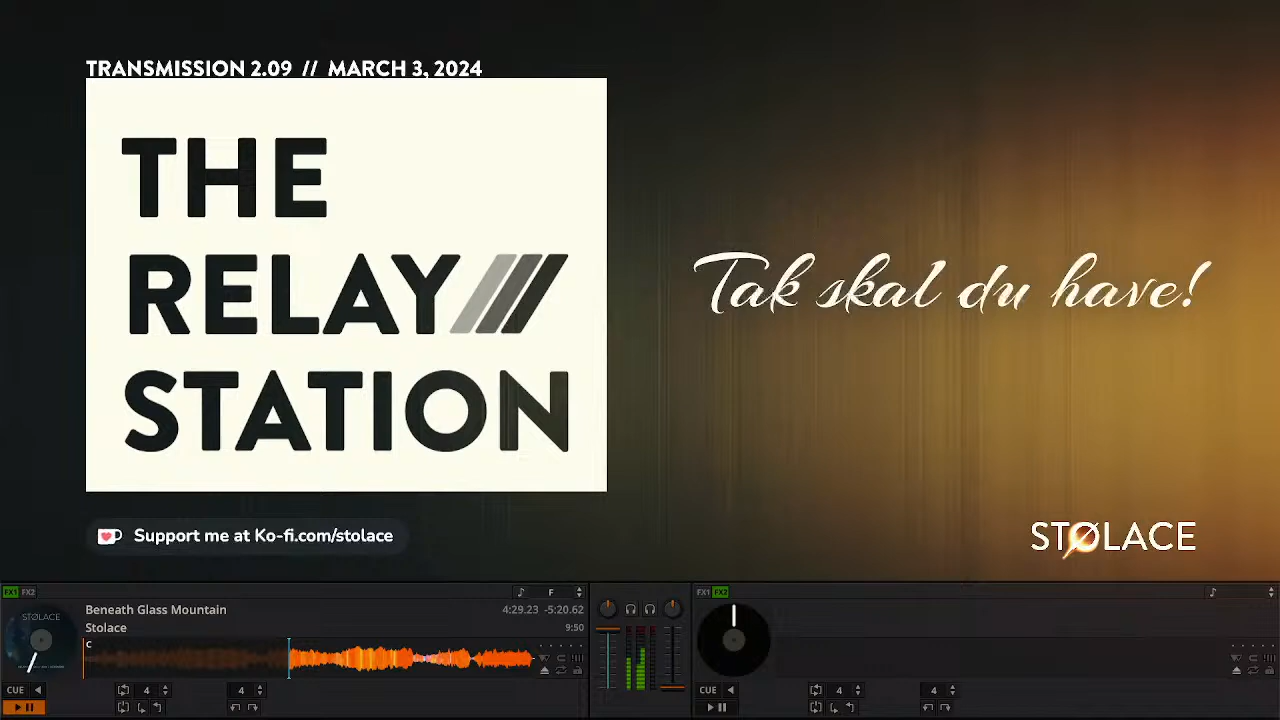 TRANSMISSION 2.09 // MARCH 3, 2024
THE
RELAY///
STATION
Tak skal du have!
Support me at Ko-fi.com/stolace
STØLACE
FX1 FX2
F
Beneath Glass Mountain
4:29.23 -5:20.62
STØLACE
Stolace
9:50
C
CUE
4
4
FX1 FX2
CUE
4
4